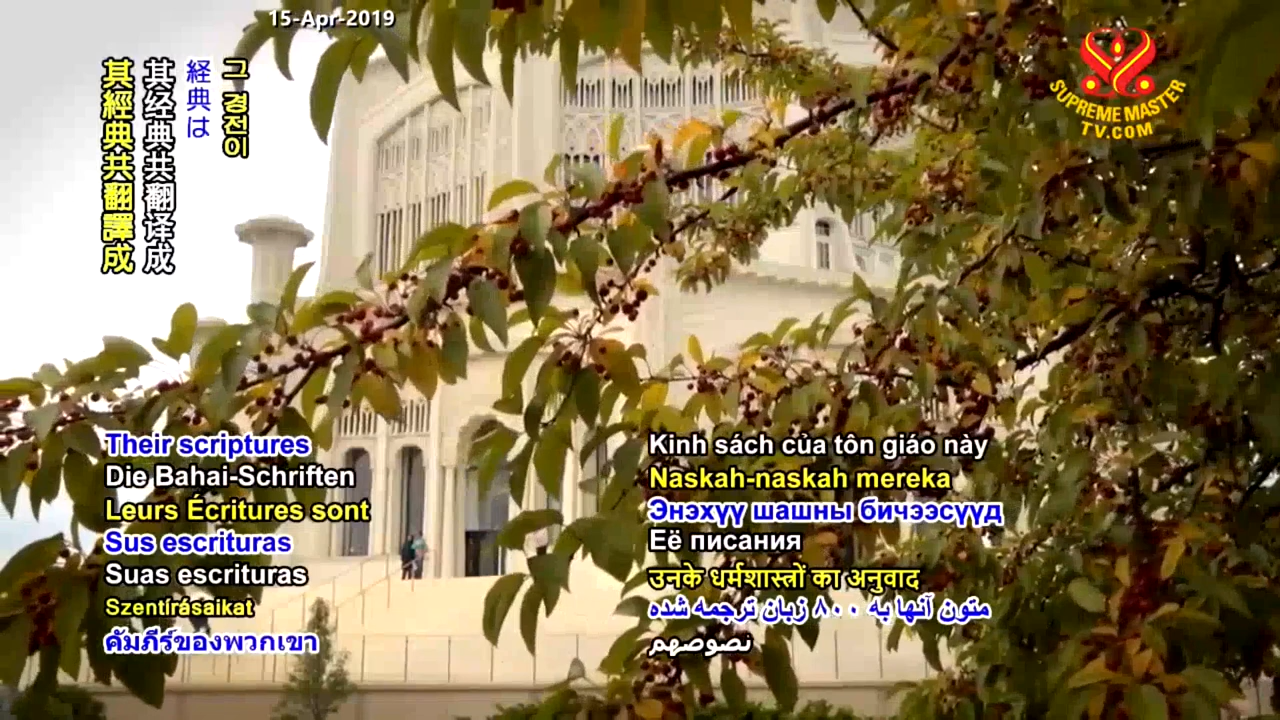 15-Apr-2019
SUPREME MASTER
TV.COM
그 경전이
経典は
其经典共翻译成
其經典共翻譯成
Their scriptures
Die Bahai-Schriften
Leurs Écritures sont
Sus escrituras
Suas escrituras
Szentírásaikat
คัมภีร์ของพวกเขา
Kinh sách của tôn giáo này
Naskah-naskah mereka
Энэхүү шашны бичээсүүд
Её писания
उनके धर्मशास्त्रों का अनुवाद
متون آنها به ۸۰۰ زبان ترجمه شده
نصوصهم